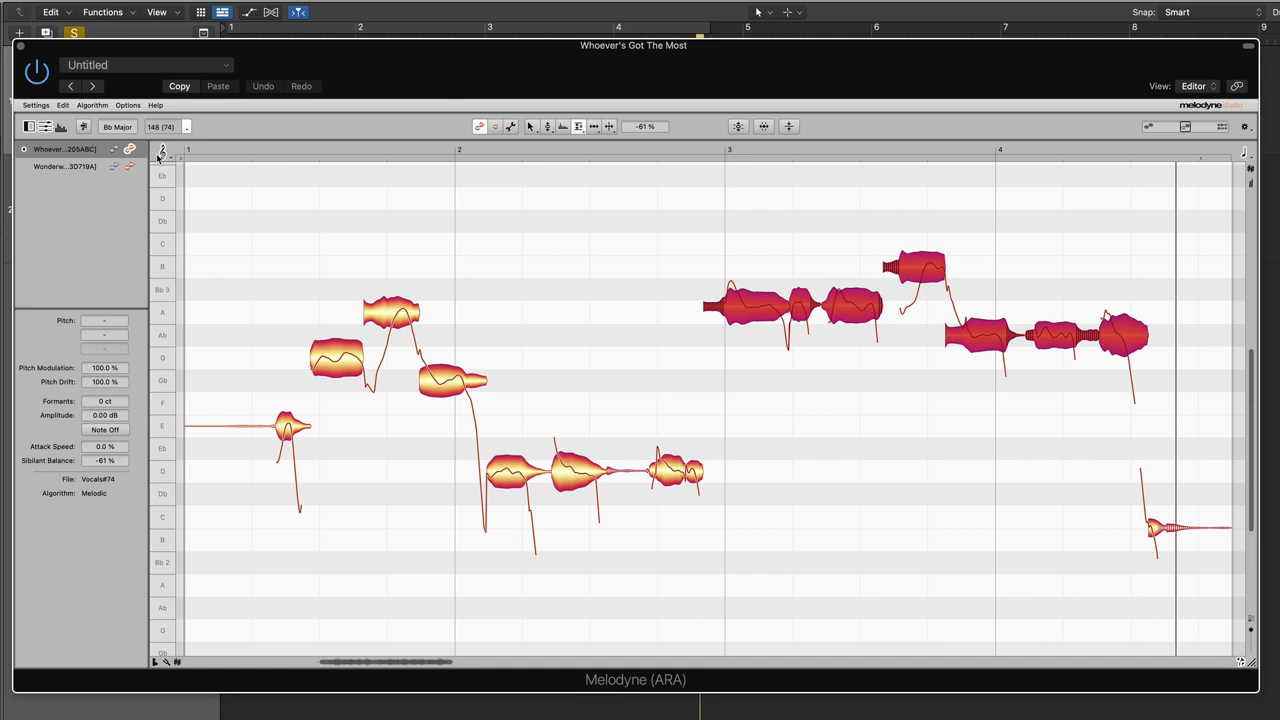 Edit Functions View Snap: Smart
1 2 3 4 5 6 7 8 9
S
Whoever's Got The Most
Untitled
Copy Paste Undo Redo View: Editor
Settings Edit Algorithm Options Help melodyne studio
Bb Major 148 (74) -61 %
Whoever...205ABC]
Wonderw...3D719A]
1 2 3 4
Eb
D
Db
C
B
Bb 3
A
Ab
G
Gb
F
E
Eb
D
Db
C
B
Bb 2
A
Ab
G
Gb
2
Pitch: -
-
-
Pitch Modulation: 100.0 %
Pitch Drift: 100.0 %
Formants: 0 ct
Amplitude: 0.00 dB
Note Off
Attack Speed: 0.0 %
Sibilant Balance: -61 %
File: Vocals#74
Algorithm: Melodic
Melodyne (ARA)